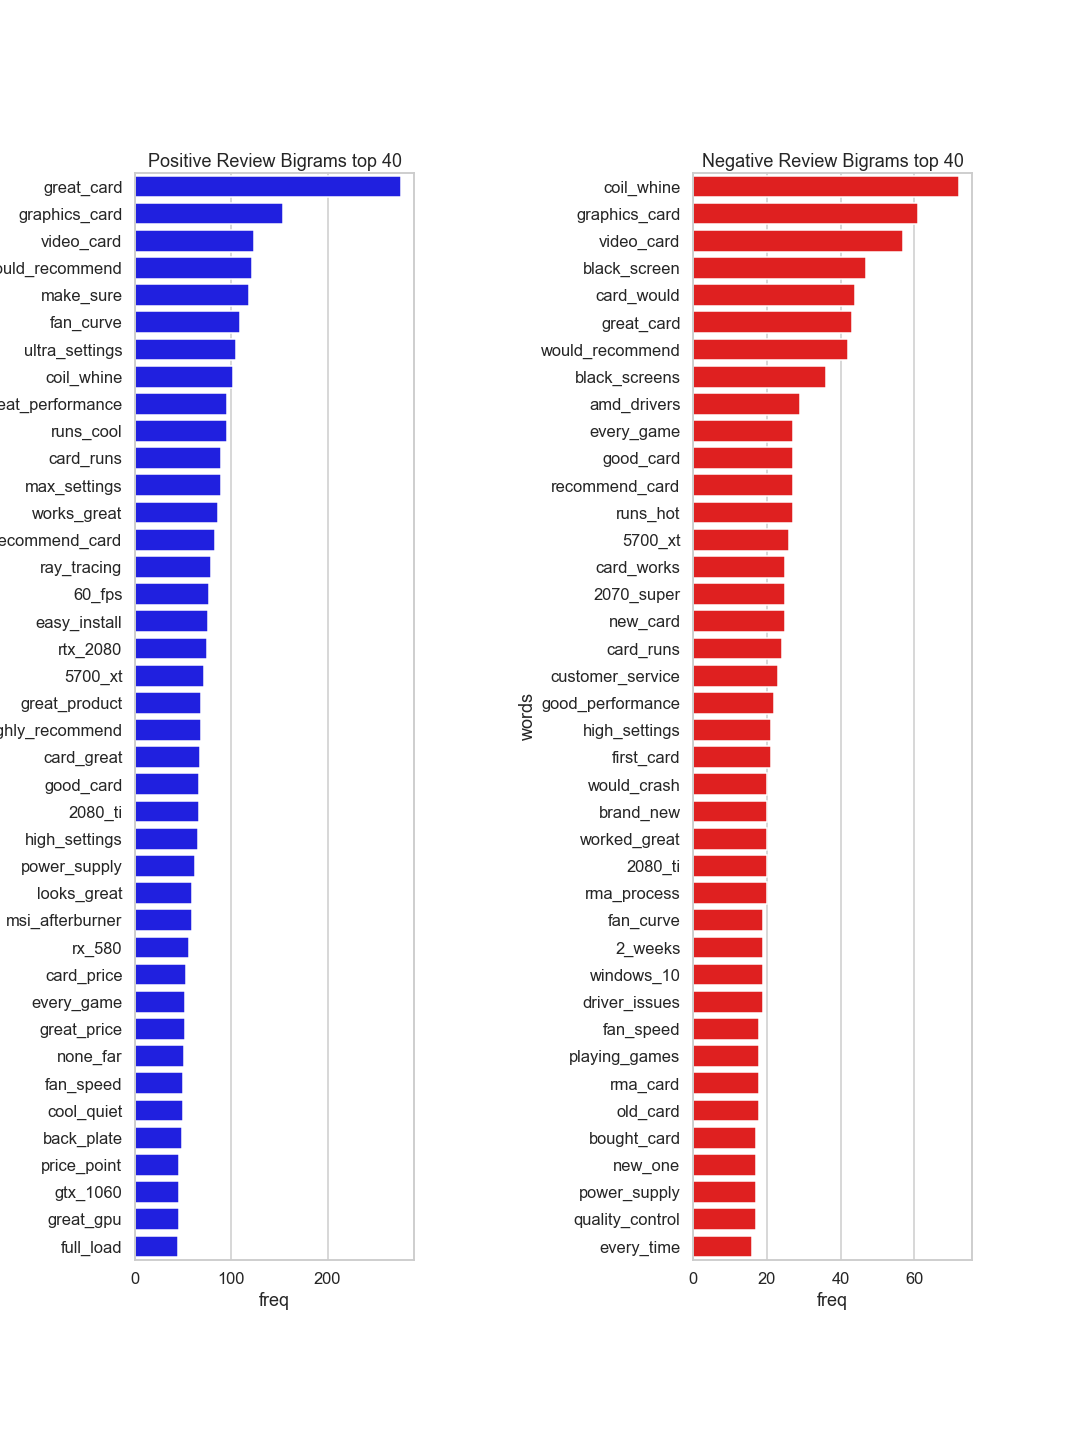 Positive Review Bigrams top 40
great_card
graphics_card
video_card
ould_recommend
make_sure
fan_curve
ultra_settings
coil_whine
eat_performance
runs_cool
card_runs
max_settings
works_great
ecommend_card
ray_tracing
60_fps
easy_install
rtx_2080
5700_xt
great_product
ghly_recommend
card_great
good_card
2080_ti
high_settings
power_supply
looks_great
msi_afterburner
rx_580
card_price
every_game
great_price
none_far
fan_speed
cool_quiet
back_plate
price_point
gtx_1060
great_gpu
full_load
0 100 200
freq
Negative Review Bigrams top 40
words
coil_whine
graphics_card
video_card
black_screen
card_would
great_card
would_recommend
black_screens
amd_drivers
every_game
good_card
recommend_card
runs_hot
5700_xt
card_works
2070_super
new_card
card_runs
customer_service
good_performance
high_settings
first_card
would_crash
brand_new
worked_great
2080_ti
rma_process
fan_curve
2_weeks
windows_10
driver_issues
fan_speed
playing_games
rma_card
old_card
bought_card
new_one
power_supply
quality_control
every_time
0 20 40 60
freq